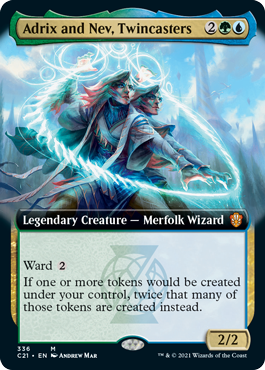 Adrix and Nev, Twincasters 2
Legendary Creature — Merfolk Wizard
Ward 2
If one or more tokens would be created
under your control, twice that many of
those tokens are created instead.
2/2
336 M
C21 • EN Andrew Mar
™ & © 2021 Wizards of the Coast